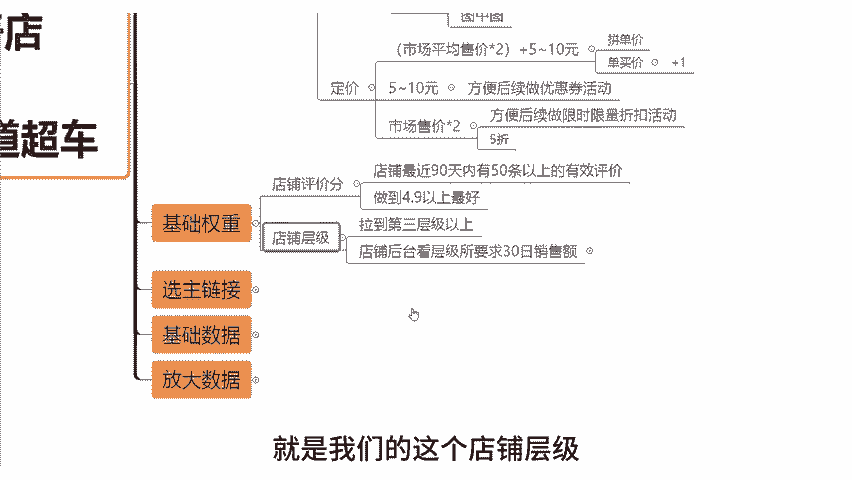 店
道超车
图中图
（市场平均售价*2）+5~10元
拼单价
单买价
+1
定价
5~10元
方便后续做优惠券活动
市场售价*2
方便后续做限时限量折扣活动
5折
基础权重
店铺评价分
店铺最近90天内有50条以上的有效评价
做到4.9以上最好
店铺层级
拉到第三层级以上
店铺后台看层级所要求30日销售额
选主链接
基础数据
放大数据
就是我们的这个店铺层级